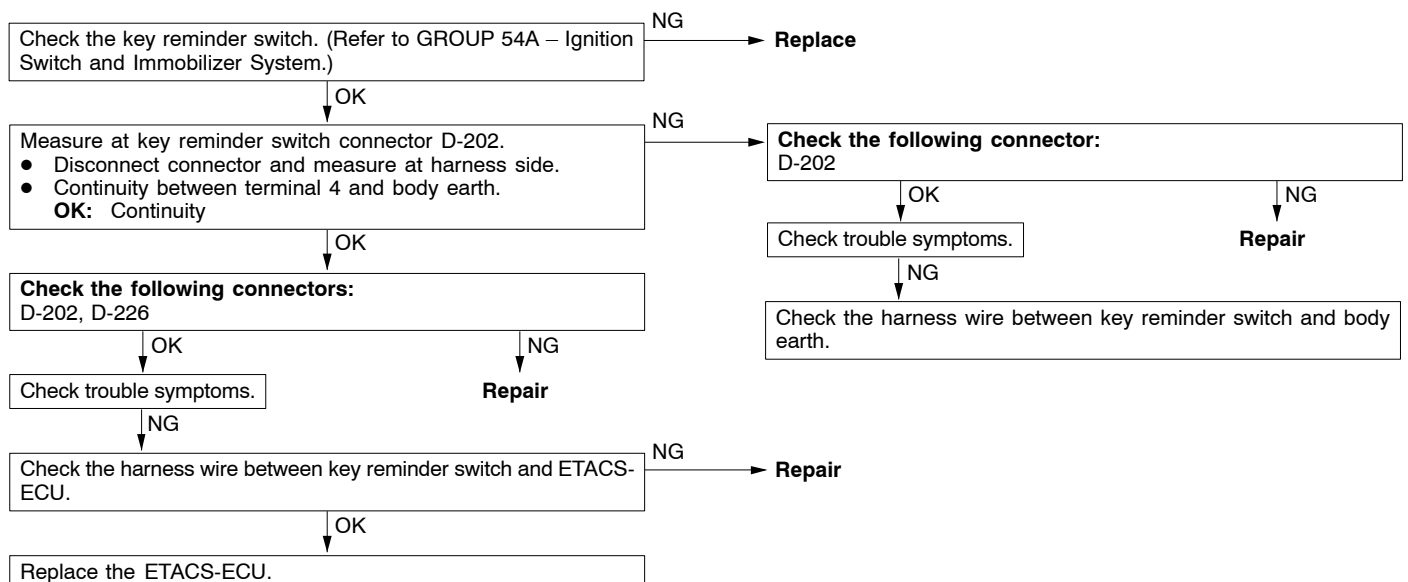 Check the key reminder switch. (Refer to GROUP 54A – Ignition
Switch and Immobilizer System.)
NG
Replace
OK
Measure at key reminder switch connector D-202.
● Disconnect connector and measure at harness side.
● Continuity between terminal 4 and body earth.
OK: Continuity
NG
Check the following connector:
D-202
OK
NG
Check trouble symptoms.
Repair
NG
Check the harness wire between key reminder switch and body
earth.
OK
Check the following connectors:
D-202, D-226
OK
NG
Check trouble symptoms.
Repair
NG
Check the harness wire between key reminder switch and ETACS-
ECU.
NG
Repair
OK
Replace the ETACS-ECU.